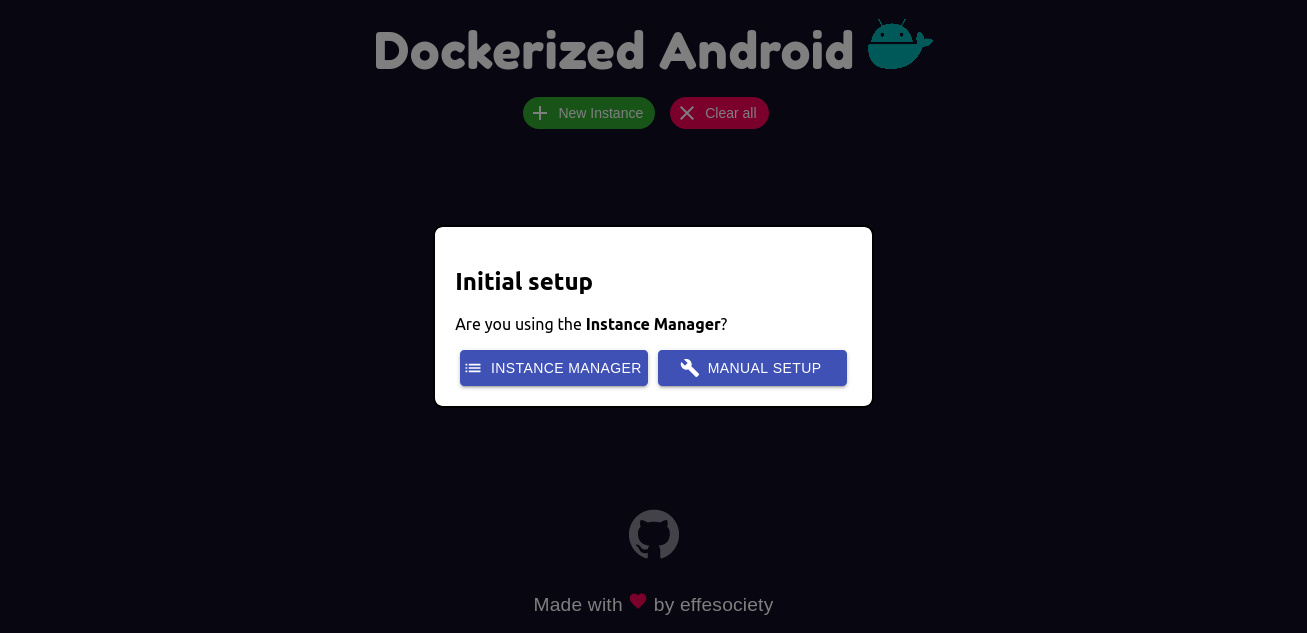 Dockerized Android
New Instance
Clear all
Initial setup
Are you using the Instance Manager?
INSTANCE MANAGER
MANUAL SETUP
Made with by effesociety